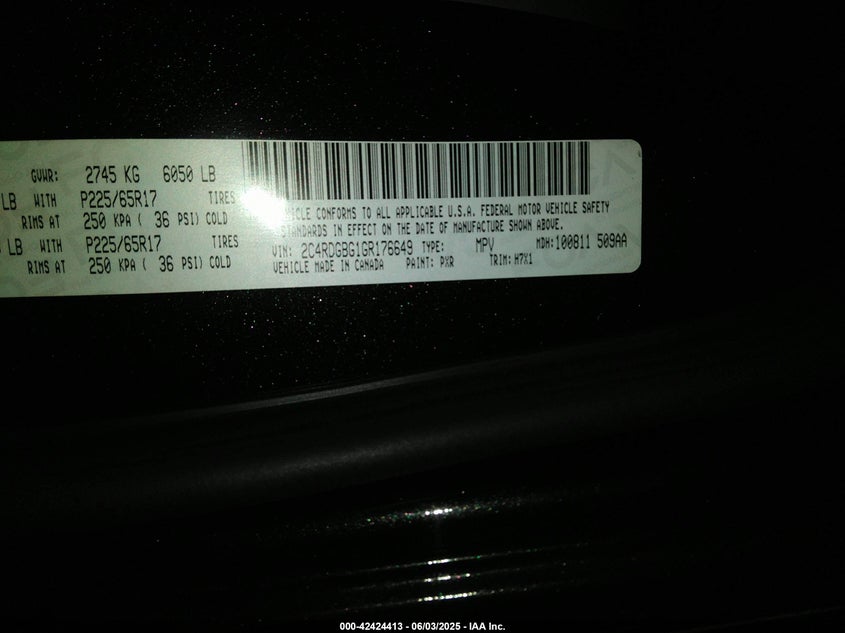 GVWR: 2745 KG 6050 LB
LB WITH P225/65R17 TIRES
RIMS AT 250 KPA ( 36 PSI) COLD
LB WITH P225/65R17 TIRES
RIMS AT 250 KPA ( 36 PSI) COLD
CONFORMS TO ALL APPLICABLE U.S.A. FEDERAL MOTOR VEHICLE SAFETY
STANDARDS IN EFFECT ON THE DATE OF MANUFACTURE SHOWN ABOVE.
VIN: 2C4RDGBG1GR176649 TYPE: MPV MDH: 100811 509AA
VEHICLE MADE IN CANADA PAINT: PXR TRIM: H7X1
000-42424413 - 06/03/2025 - IAA Inc.